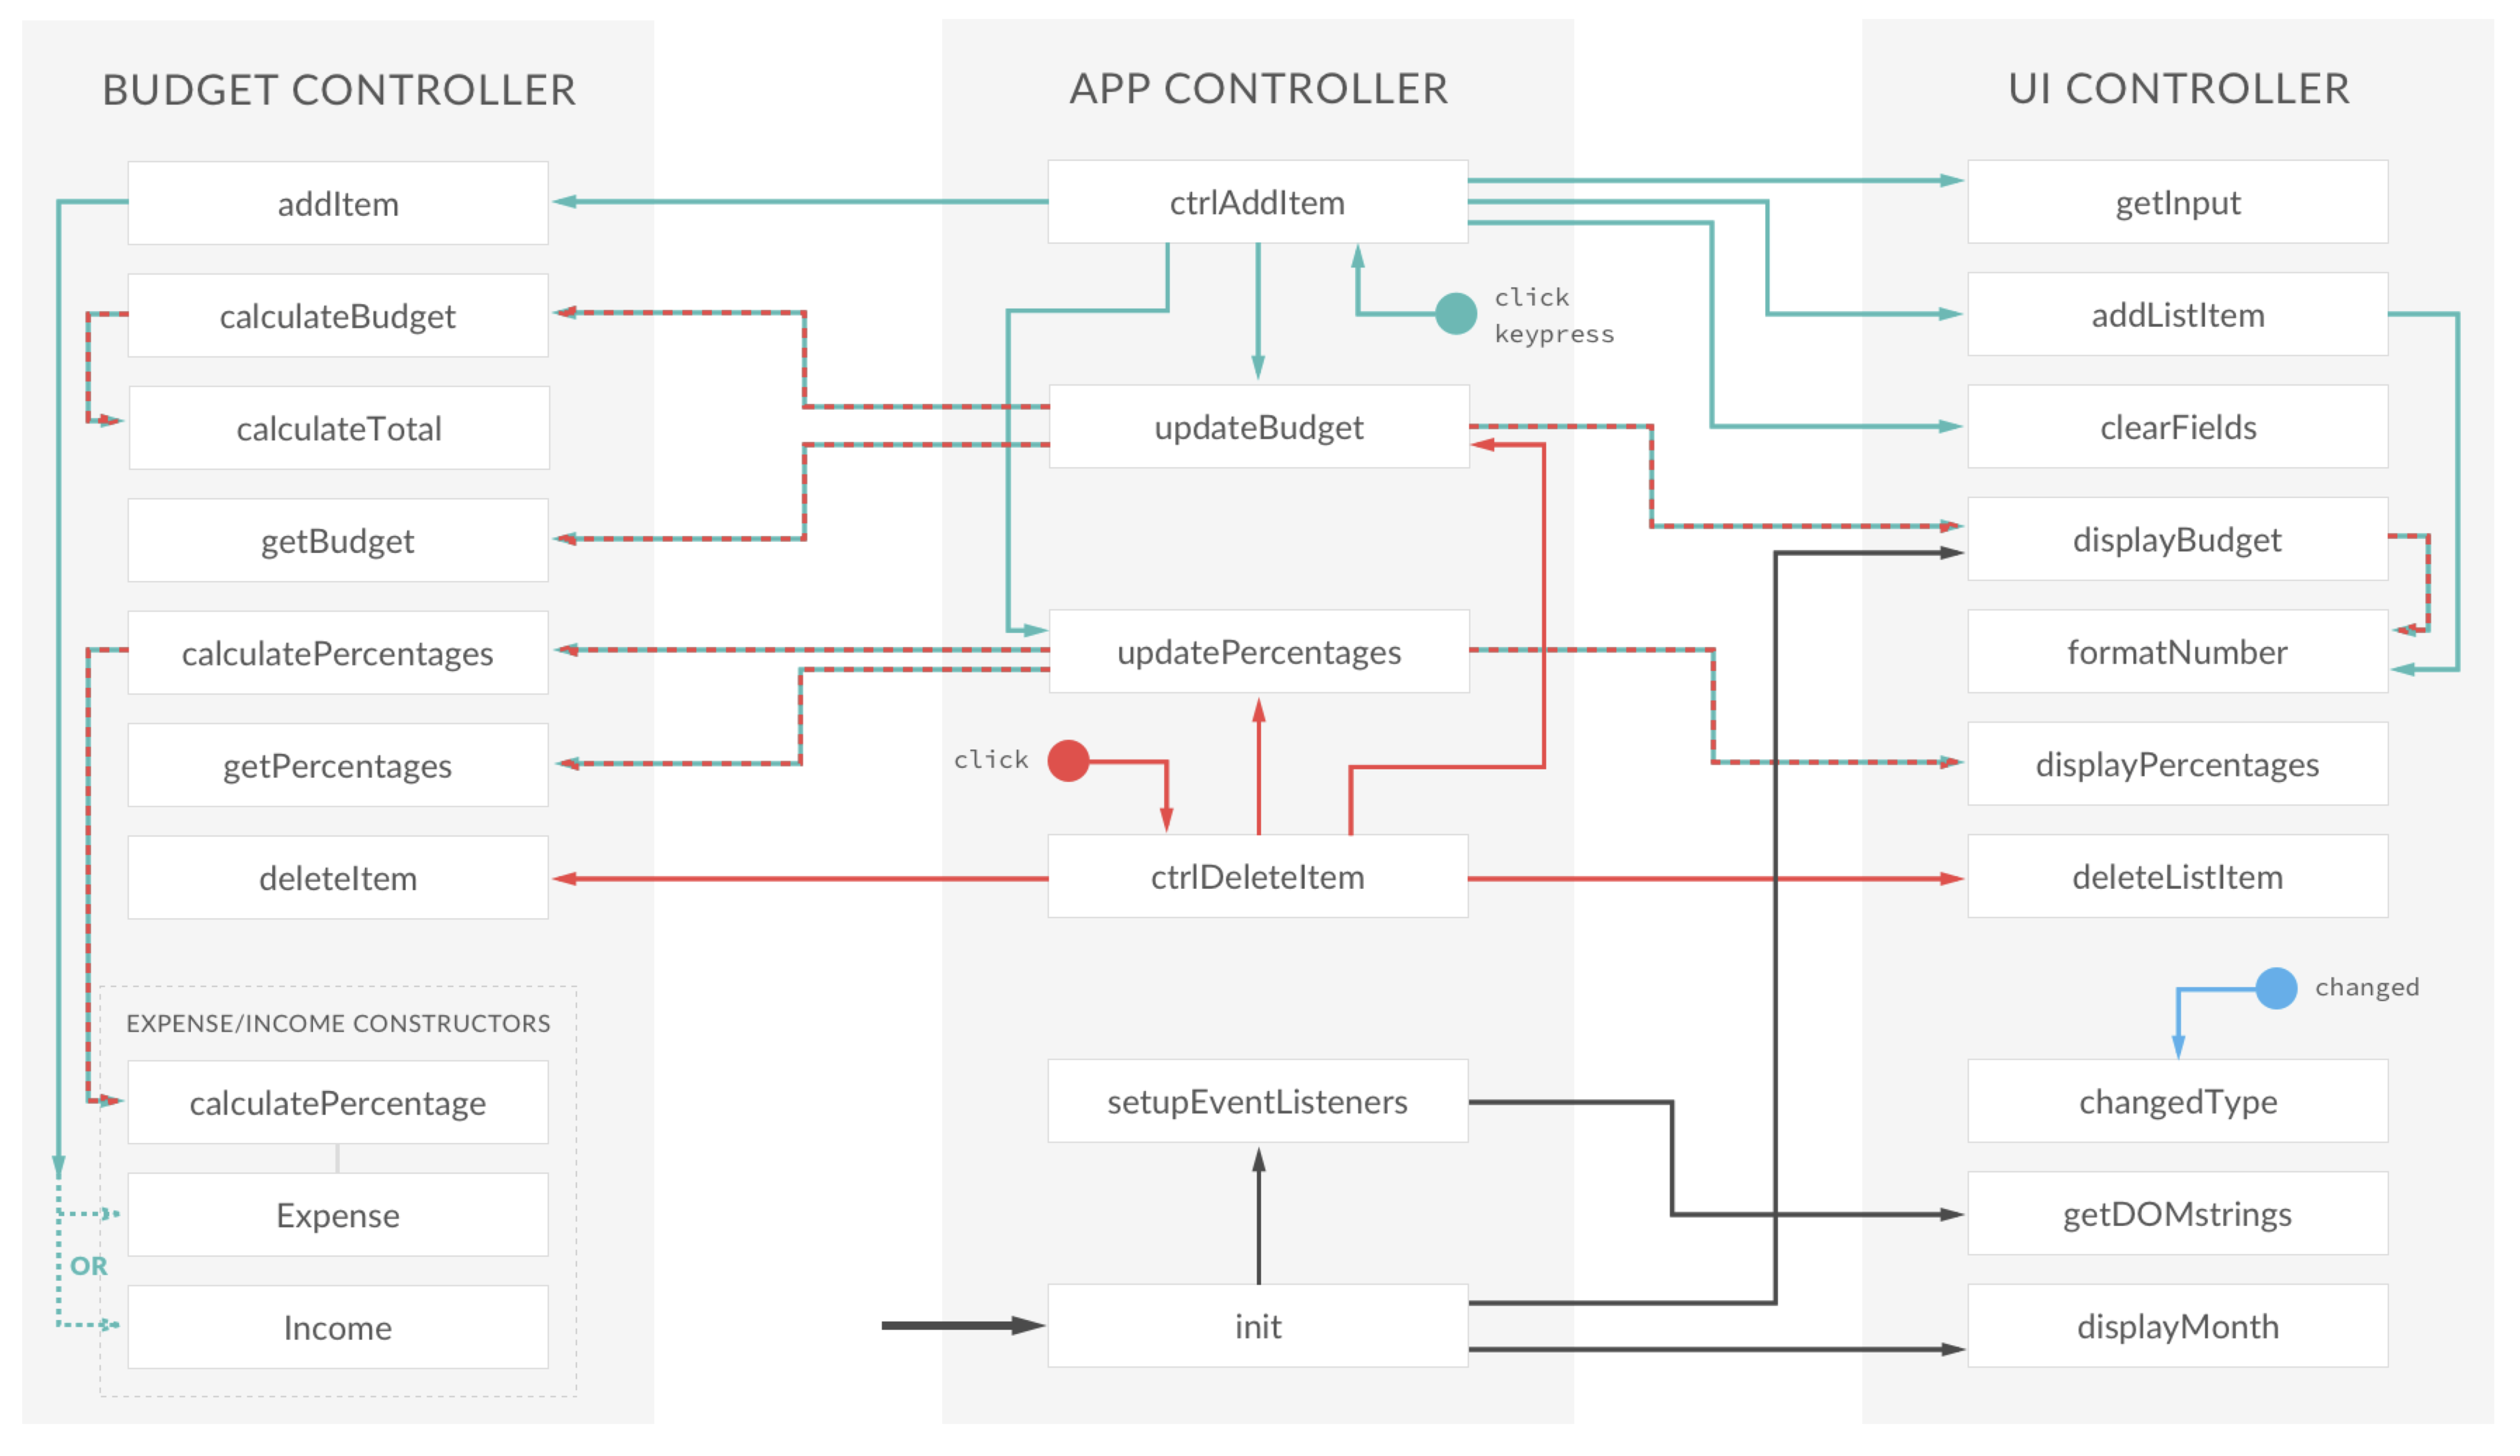 BUDGET CONTROLLER
addItem
calculateBudget
calculateTotal
getBudget
calculatePercentages
getPercentages
deleteItem
EXPENSE/INCOME CONSTRUCTORS
calculatePercentage
Expense
OR
Income
APP CONTROLLER
ctrlAddItem
click
keypress
updateBudget
updatePercentages
click
ctrlDeleteItem
setupEventListeners
init
UI CONTROLLER
getInput
addListItem
clearFields
displayBudget
formatNumber
displayPercentages
deleteListItem
changed
changedType
getDOMstrings
displayMonth